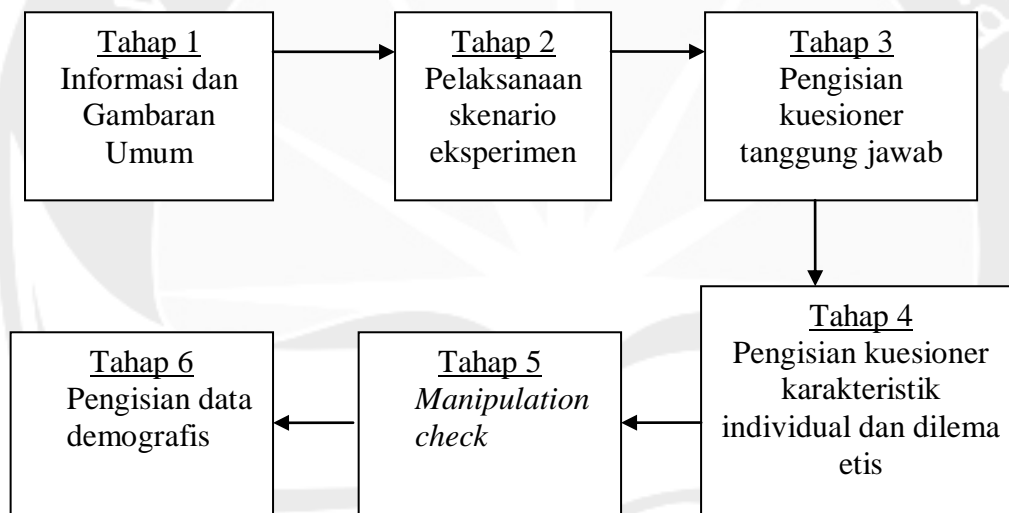 Tahap 1
Informasi dan
Gambaran
Umum
Tahap 2
Pelaksanaan
skenario
eksperimen
Tahap 3
Pengisian
kuesioner
tanggung jawab
Tahap 4
Pengisian kuesioner
karakteristik
individual dan dilema
etis
Tahap 5
Manipulation
check
Tahap 6
Pengisian data
demografis